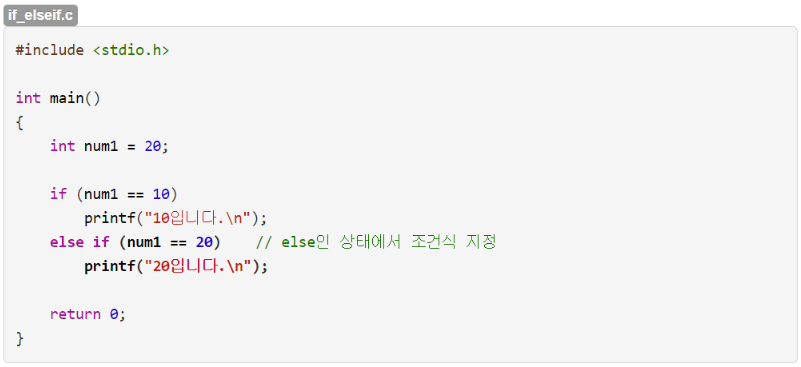 if_elseif.c
#include <stdio.h>
int main()
{
    int num1 = 20;
    if (num1 == 10)
        printf("10입니다.\n");
    else if (num1 == 20)    // else인 상태에서 조건식 지정
        printf("20입니다.\n");
    return 0;
}